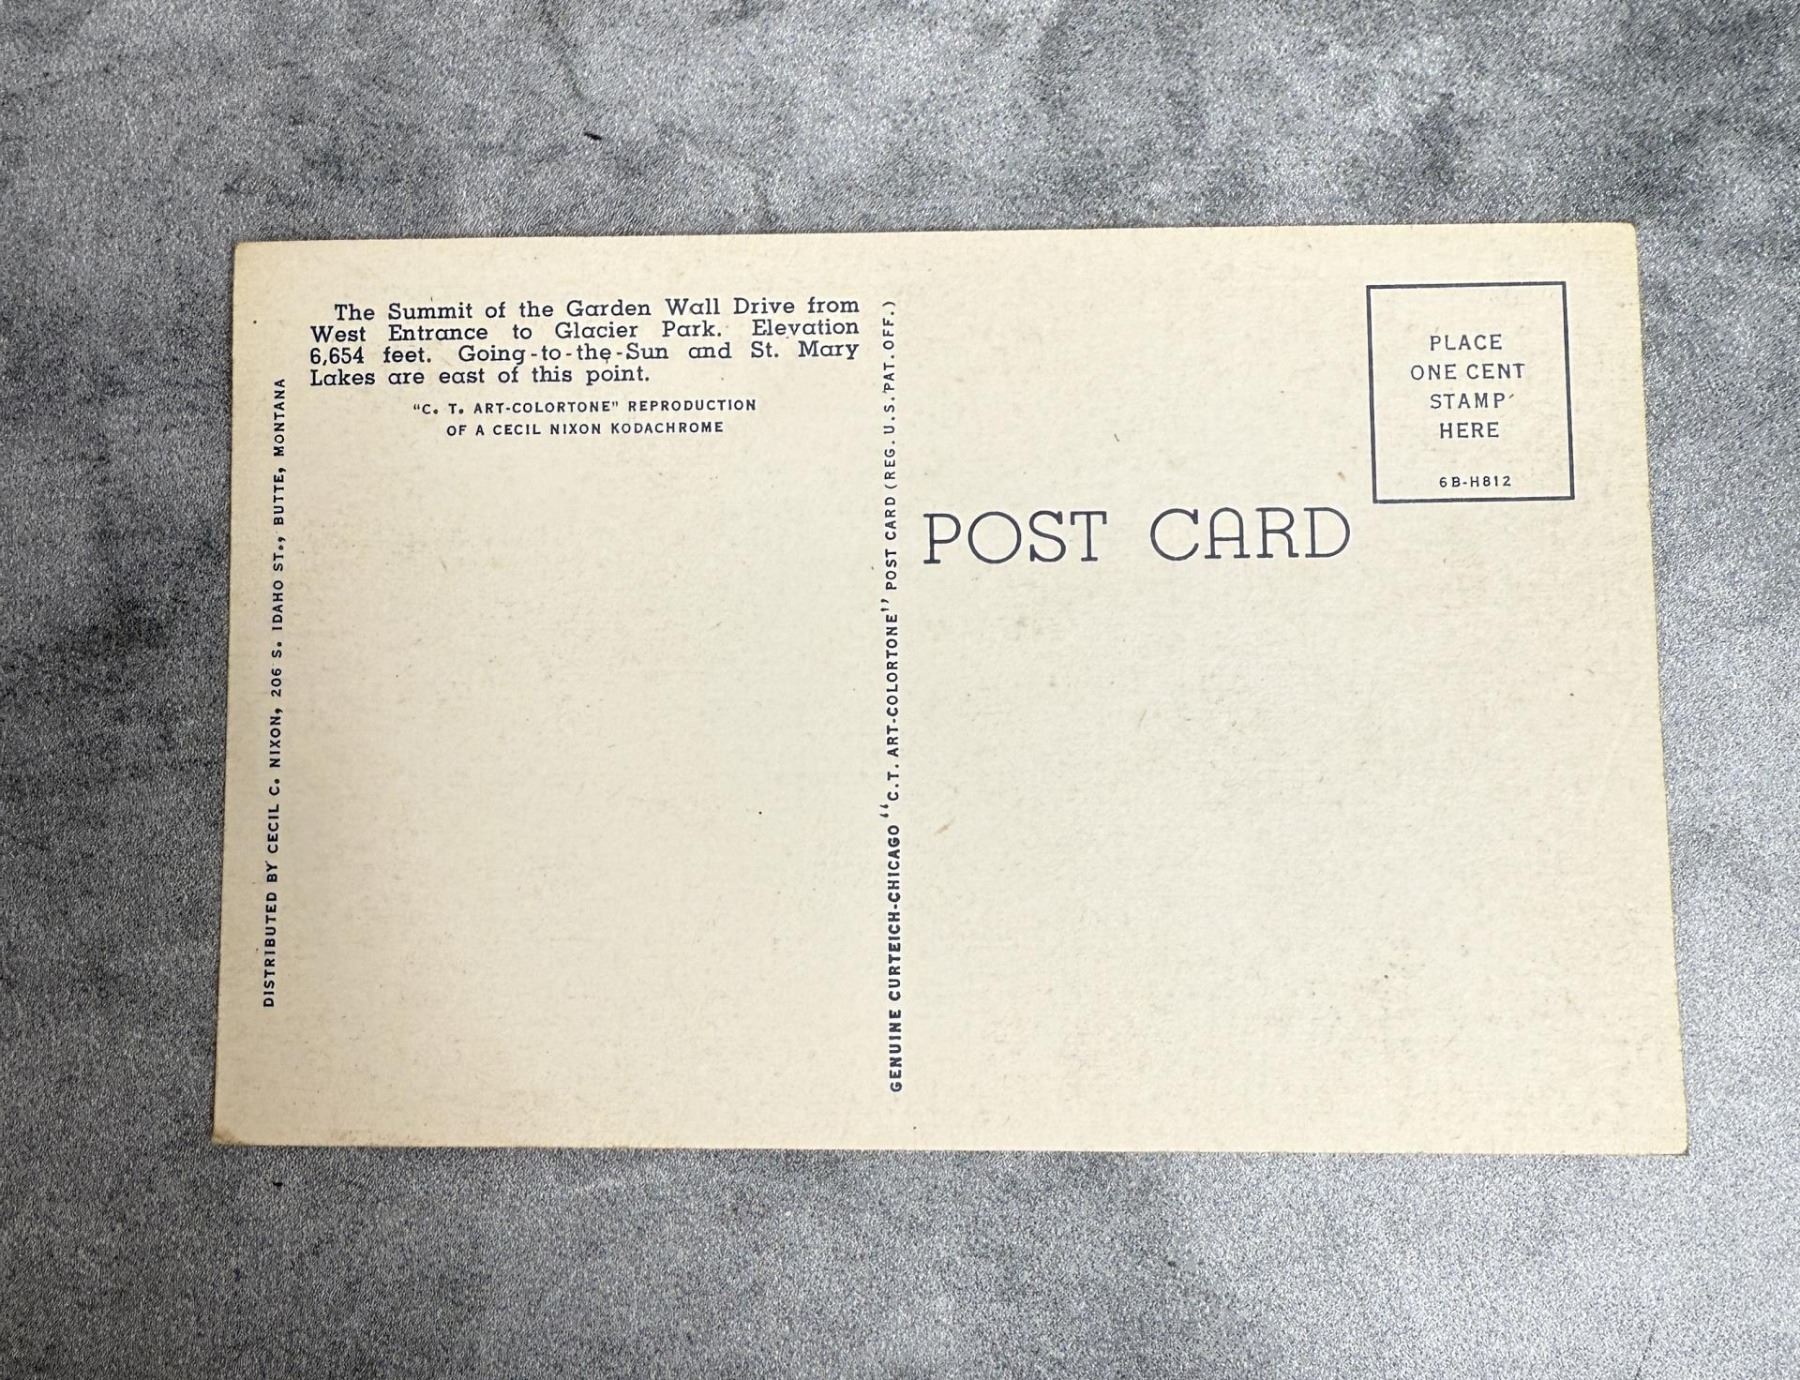 The Summit of the Garden Wall Drive from
West Entrance to Glacier Park. Elevation
6,654 feet. Going-to-the-Sun and St. Mary
Lakes are east of this point.
"C. T. ART-COLORTONE" REPRODUCTION
OF A CECIL NIXON KODACHROME
DISTRIBUTED BY CECIL C. NIXON, 206 S. IDAHO ST., BUTTE, MONTANA
GENUINE CURTEICH-CHICAGO "C.T. ART-COLORTONE" POST CARD (REG. U.S. PAT. OFF.)
POST CARD
PLACE
ONE CENT
STAMP
HERE
6B-H812